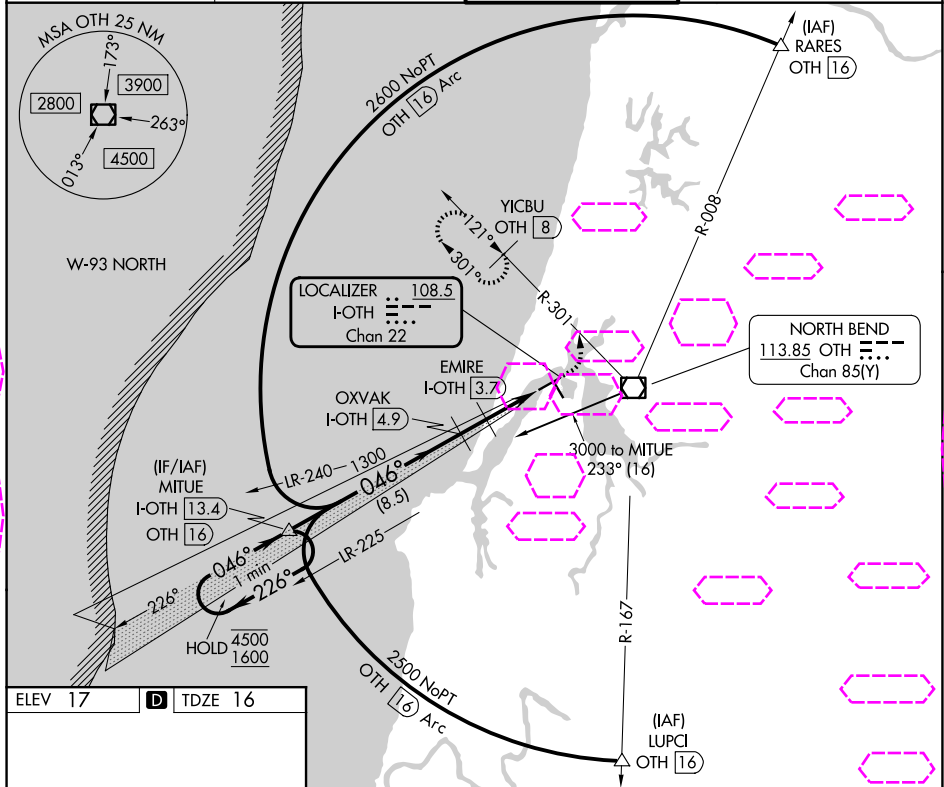 MSA OTH 25 NM
173°
3900
2800
263°
013°
4500
(IAF)
RARES
OTH 16
2600 NoPT
OTH 16 Arc
R-008
YICBU
OTH 8
121°
301°
R-301
W-93 NORTH
LOCALIZER 108.5
I-OTH
Chan 22
NORTH BEND
113.85 OTH
Chan 85(Y)
EMIRE
I-OTH 3.7
OXVAK
I-OTH 4.9
3000 to MITUE
233° (16)
(IF/IAF)
MITUE
I-OTH 13.4
OTH 16
LR-240
1300
046°
(8.5)
LR-225
046°
1 min
226°
226°
HOLD 4500
1600
R-167
2500 NoPT
OTH 16 Arc
(IAF)
LUPCI
OTH 16
ELEV 17 D TDZE 16